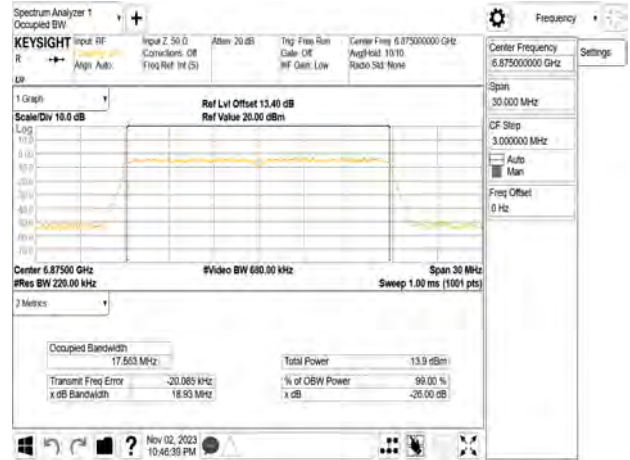 Spectrum Analyzer 1
Occupied BW
Frequency
KEYSIGHT
Input: RF
Input Z: 50 Ω
Atten: 20 dB
Trig: Free Run
Center Freq: 6.875000000 GHz
R
Corrections: Off
Gate: Off
Avg|Hold: 10/10
Align: Auto
Freq Ref: Int (S)
#IF Gain: Low
Radio Std: None
Center Frequency
6.875000000 GHz
Settings
Span
30.000 MHz
CF Step
3.000000 MHz
Auto
Man
Freq Offset
0 Hz
1 Graph
Ref Lvl Offset 13.40 dB
Scale/Div 10.0 dB
Ref Value 20.00 dBm
Log
Center 6.87500 GHz
#Video BW 680.00 kHz
Span 30 MHz
#Res BW 220.00 kHz
Sweep 1.00 ms (1001 pts)
2 Metrics
Occupied Bandwidth
17.563 MHz
Total Power
13.9 dBm
Transmit Freq Error
-20.085 kHz
% of OBW Power
99.00 %
x dB Bandwidth
18.93 MHz
x dB
-26.00 dB
Nov 02, 2023
10:46:39 PM